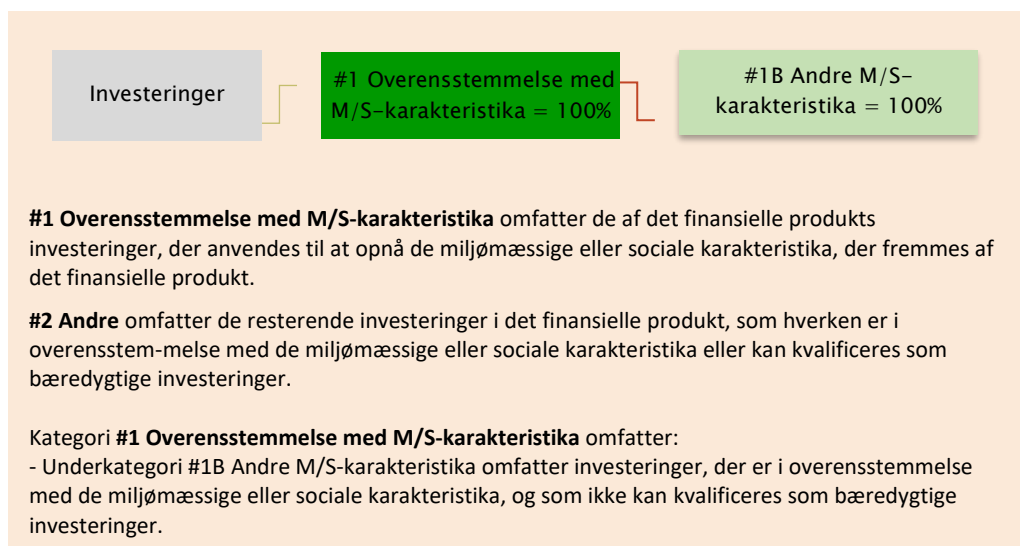 Investeringer
#1 Overensstemmelse med
M/S-karakteristika = 100%
#1B Andre M/S-
karakteristika = 100%
#1 Overensstemmelse med M/S-karakteristika omfatter de af det finansielle produkts
investeringer, der anvendes til at opnå de miljømæssige eller sociale karakteristika, der fremmes af
det finansielle produkt.
#2 Andre omfatter de resterende investeringer i det finansielle produkt, som hverken er i
overensstem-melse med de miljømæssige eller sociale karakteristika eller kan kvalificeres som
bæredygtige investeringer.
Kategori #1 Overensstemmelse med M/S-karakteristika omfatter:
- Underkategori #1B Andre M/S-karakteristika omfatter investeringer, der er i overensstemmelse
med de miljømæssige eller sociale karakteristika, og som ikke kan kvalificeres som bæredygtige
investeringer.